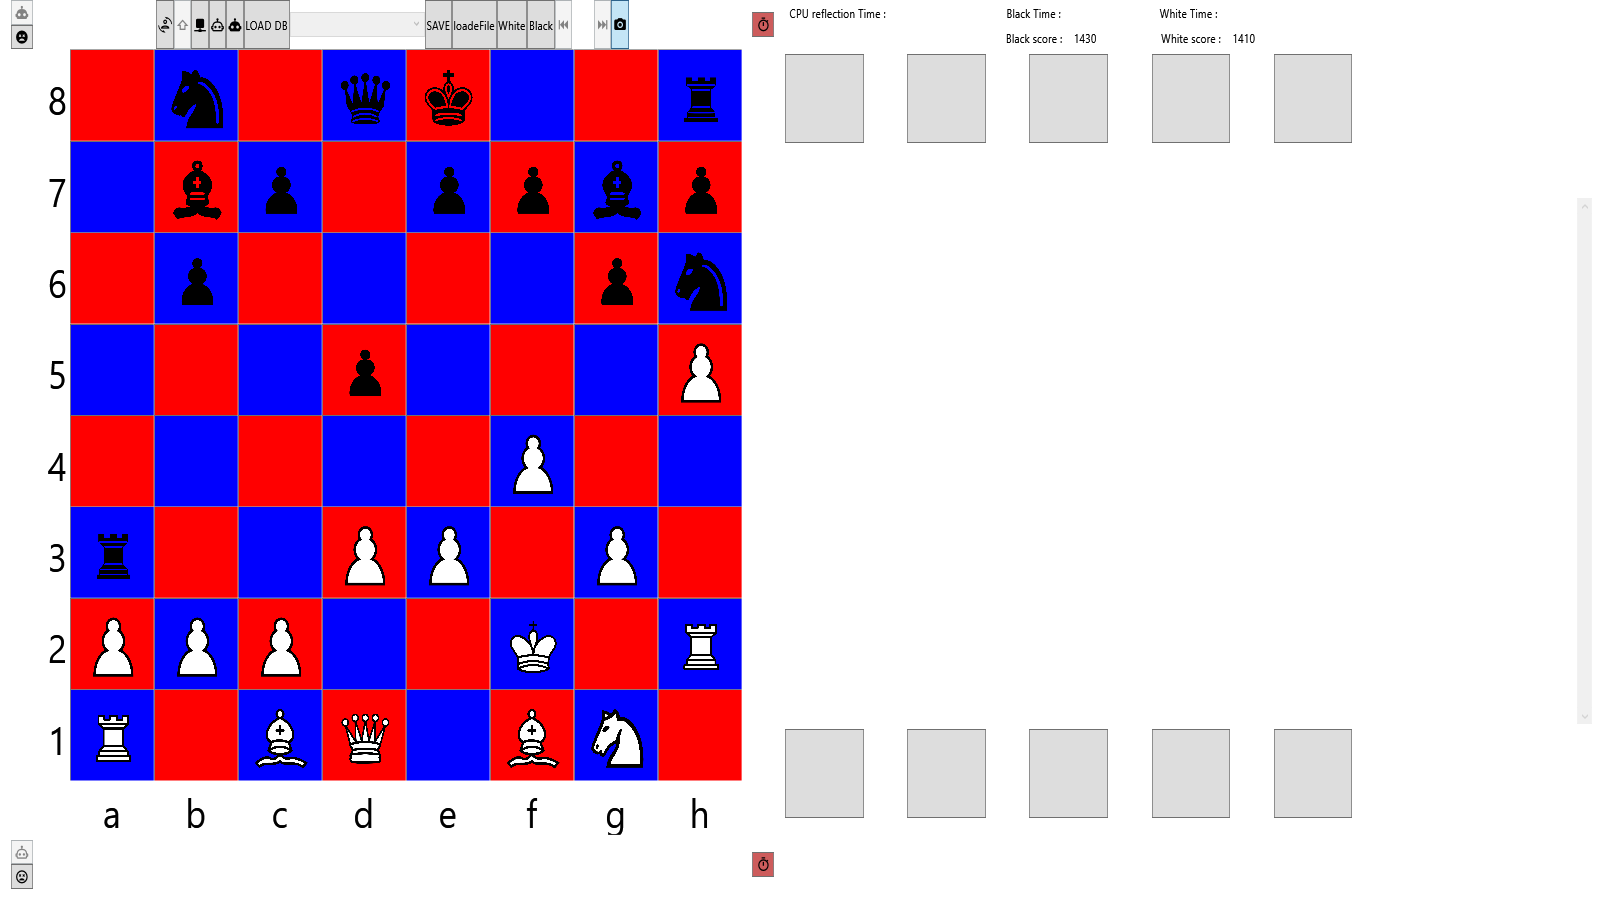 CPU reflection Time :
Black Time :
White Time :
LOAD DB
SAVE
loadeFile
White
Black
Black score : 1430
White score : 1410
8
7
6
5
4
3
2
1
a b c d e f g h